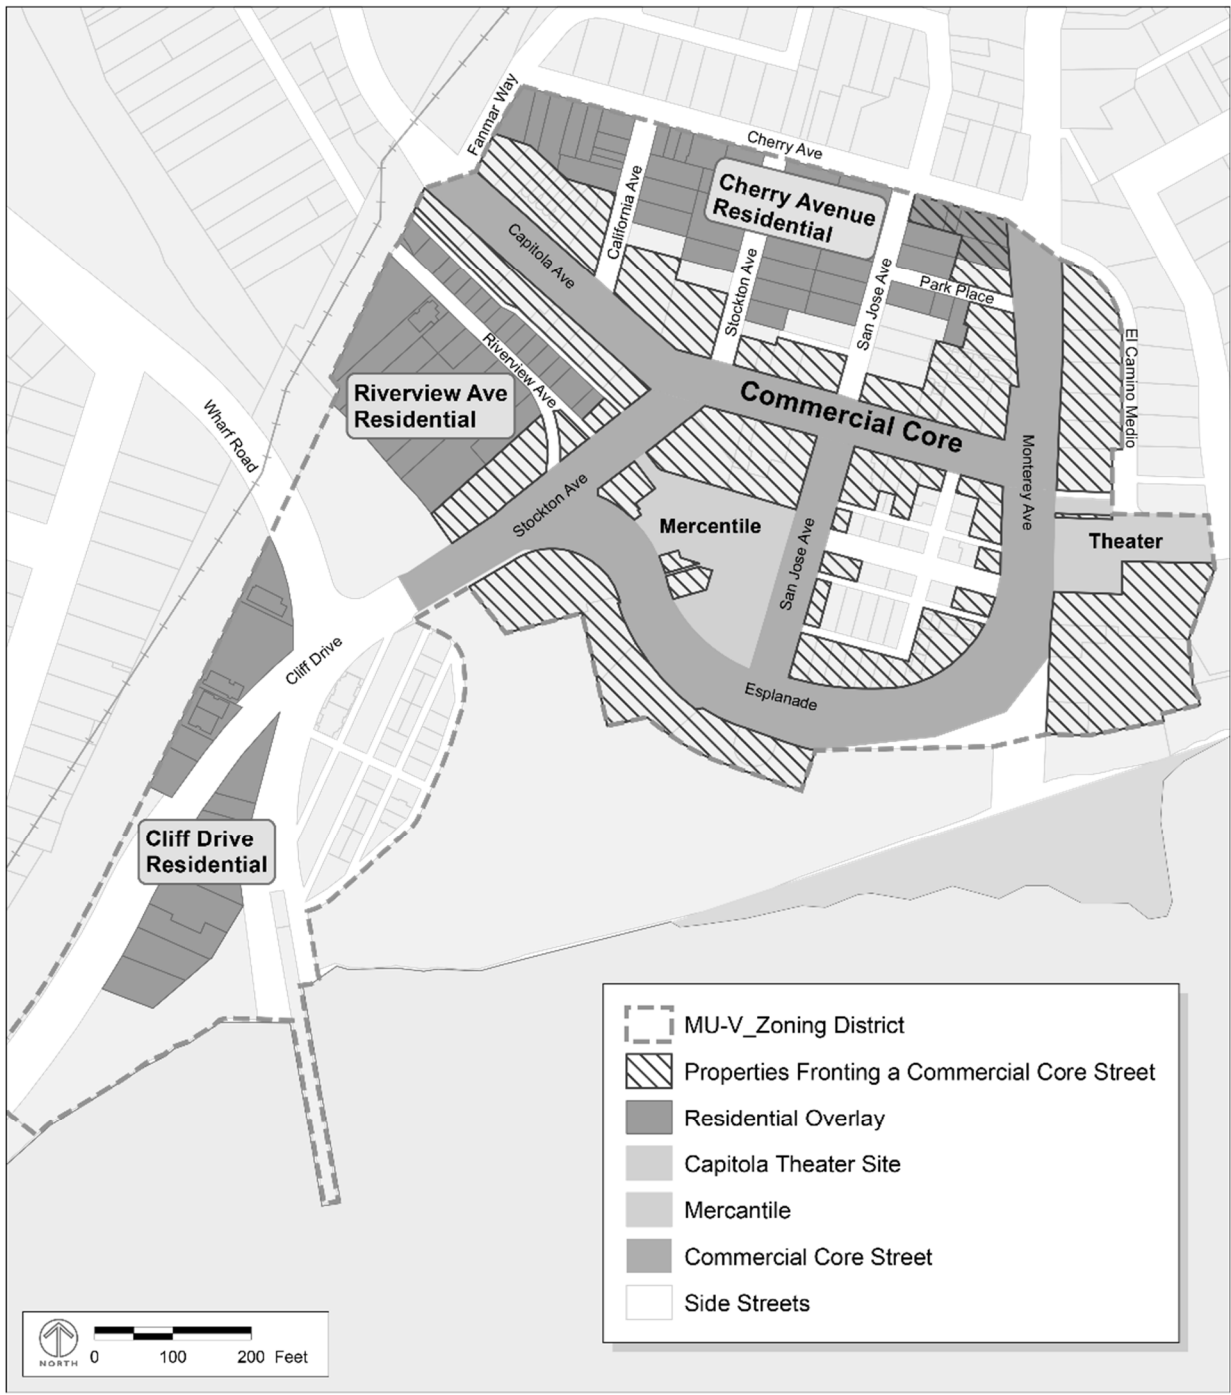 Fanmar Way
Cherry Ave
Cherry Avenue
Residential
California Ave
Capitola Ave
Stockton Ave
San Jose Ave
Park Place
El Camino Medio
Riverview Ave
Riverview Ave
Residential
Commercial Core
Wharf Road
Monterey Ave
Stockton Ave
Mercentile
San Jose Ave
Theater
Cliff Drive
Esplanade
Cliff Drive
Residential
MU-V_Zoning District
Properties Fronting a Commercial Core Street
Residential Overlay
Capitola Theater Site
Mercantile
Commercial Core Street
Side Streets
NORTH
0 100 200 Feet